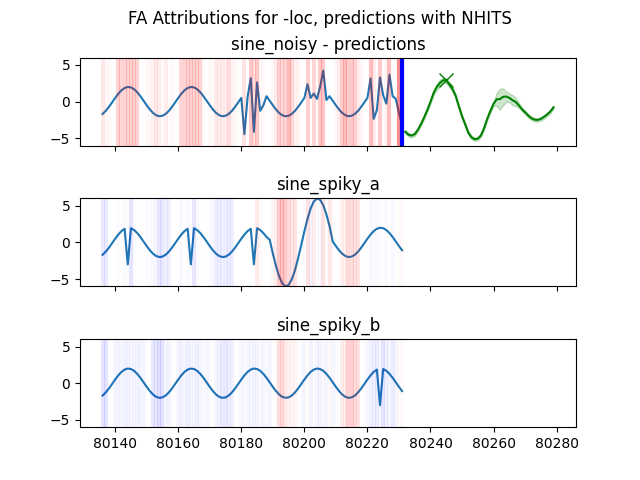 FA Attributions for -loc, predictions with NHITS
sine_noisy - predictions
5
0
−5
sine_spiky_a
5
0
−5
sine_spiky_b
5
0
−5
80140 80160 80180 80200 80220 80240 80260 80280